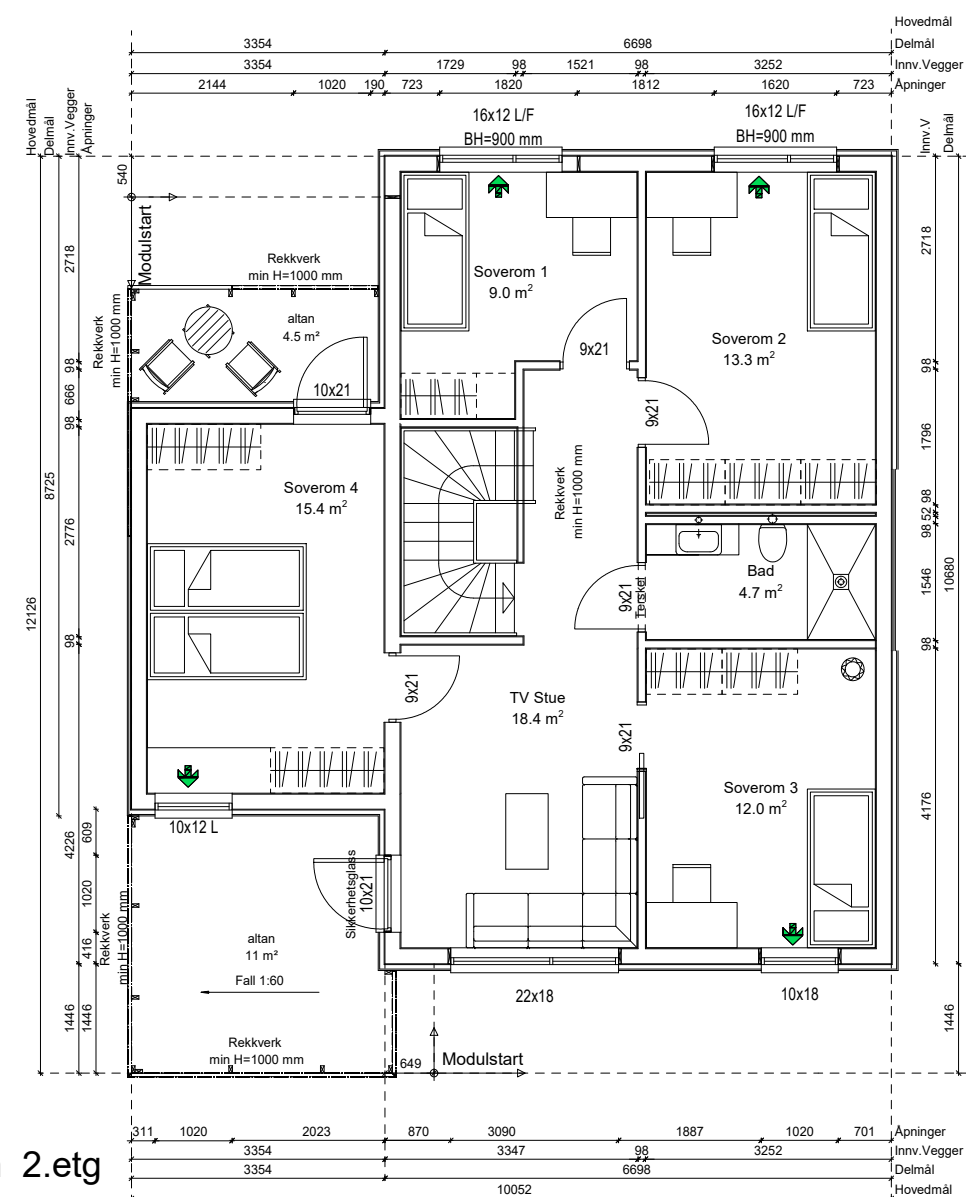 Hovedmål
3354 6698 Delmål
3354 1729 98 1521 98 3252 Innv.Vegger
2144 1020 190 723 1820 1812 1620 723 Åpninger
16x12 L/F
BH=900 mm
16x12 L/F
BH=900 mm
Hovedmål
Delmål
Innv.Vegger
Åpninger
Innv.V
Delmål
540
Modulstart
2718
98
666
98
2776
98
4226
1446
609
1020
416
1446
8725
12126
Rekkverk
min H=1000 mm
Rekkverk
min H=1000 mm
altan
4.5 m²
10x21
Soverom 1
9.0 m²
9x21
Soverom 2
13.3 m²
9x21
2718
98
1796
98
52
98
1546
98
4176
10680
1446
Soverom 4
15.4 m²
Rekkverk
min H=1000 mm
Bad
4.7 m²
9x21
Terskel
9x21
TV Stue
18.4 m²
9x21
Soverom 3
12.0 m²
10x12 L
Sikkerhetsglass
10x21
Rekkverk
min H=1000 mm
altan
11 m²
Fall 1:60
22x18
10x18
Rekkverk
min H=1000 mm
649
Modulstart
311 1020 2023 870 3090 1887 1020 701 Åpninger
3354 3347 98 3252 Innv.Vegger
3354 6698 Delmål
10052 Hovedmål
2.etg